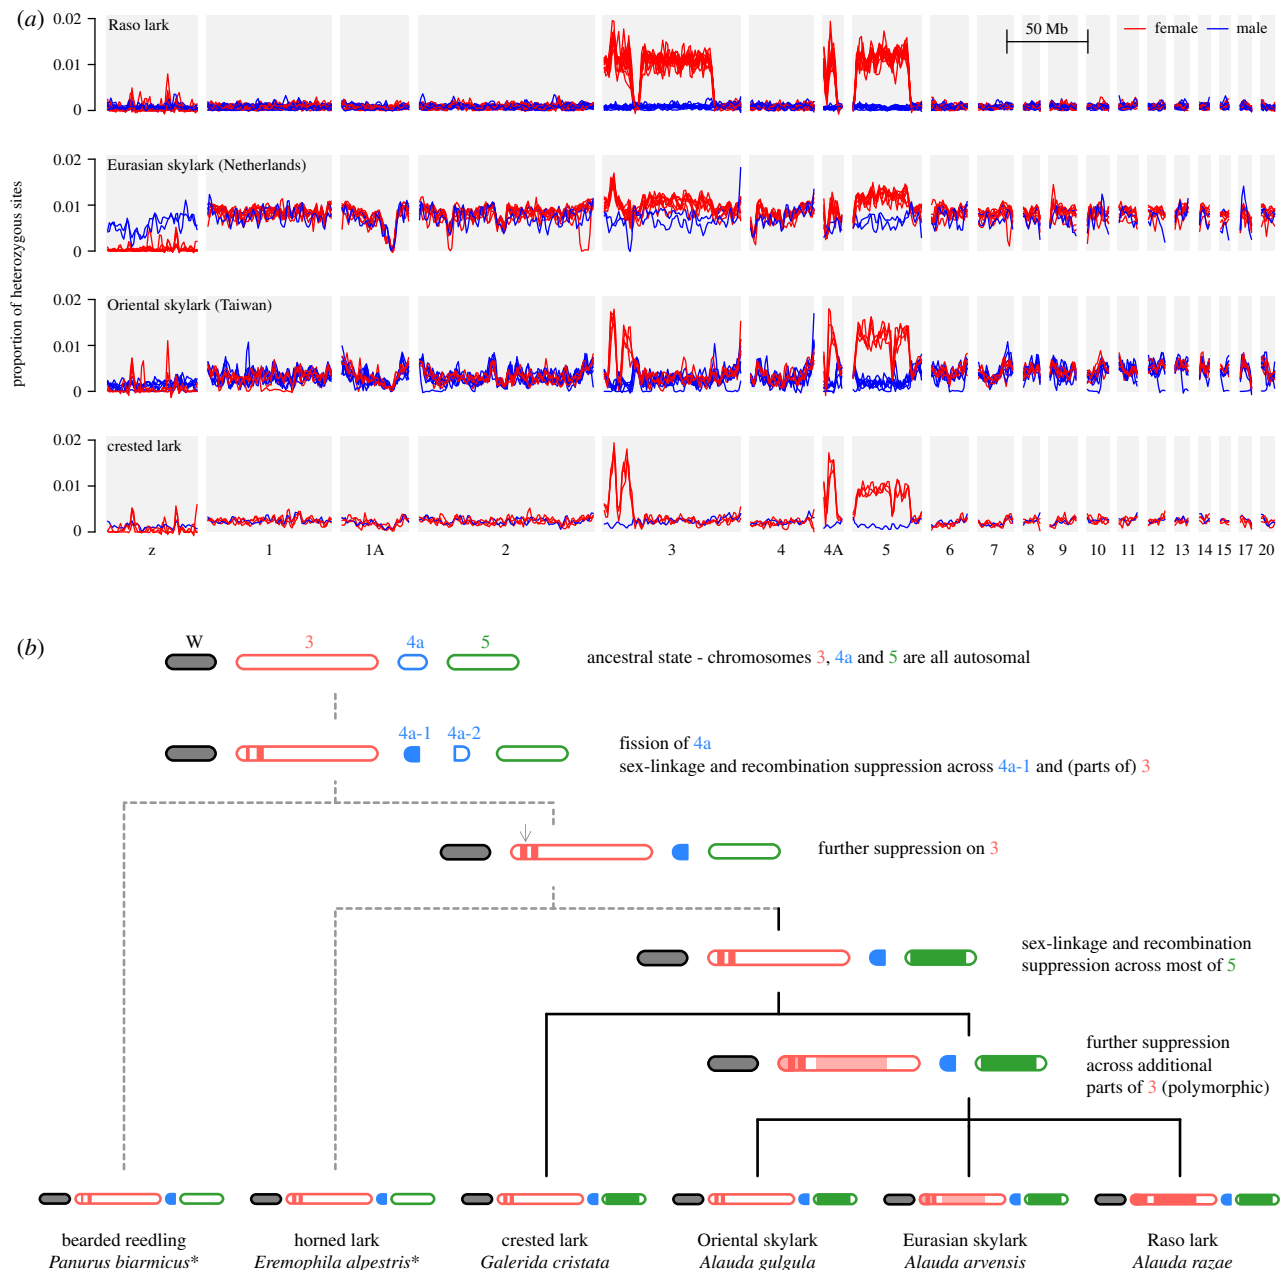 (a)
0.02
0.01
0
Raso lark
50 Mb
female
male
0.02
0.01
0
Eurasian skylark (Netherlands)
0.02
0.01
0
Oriental skylark (Taiwan)
0.02
0.01
0
crested lark
proportion of heterozygous sites
z 1 1A 2 3 4 4A 5 6 7 8 9 10 11 12 13 14 15 17 20
(b)
W 3 4a 5
ancestral state - chromosomes 3, 4a and 5 are all autosomal
4a-1 4a-2
fission of 4a
sex-linkage and recombination suppression across 4a-1 and (parts of) 3
further suppression on 3
sex-linkage and recombination
suppression across most of 5
further suppression
across additional
parts of 3 (polymorphic)
bearded reedling
Panurus biarmicus*
horned lark
Eremophila alpestris*
crested lark
Galerida cristata
Oriental skylark
Alauda gulgula
Eurasian skylark
Alauda arvensis
Raso lark
Alauda razae